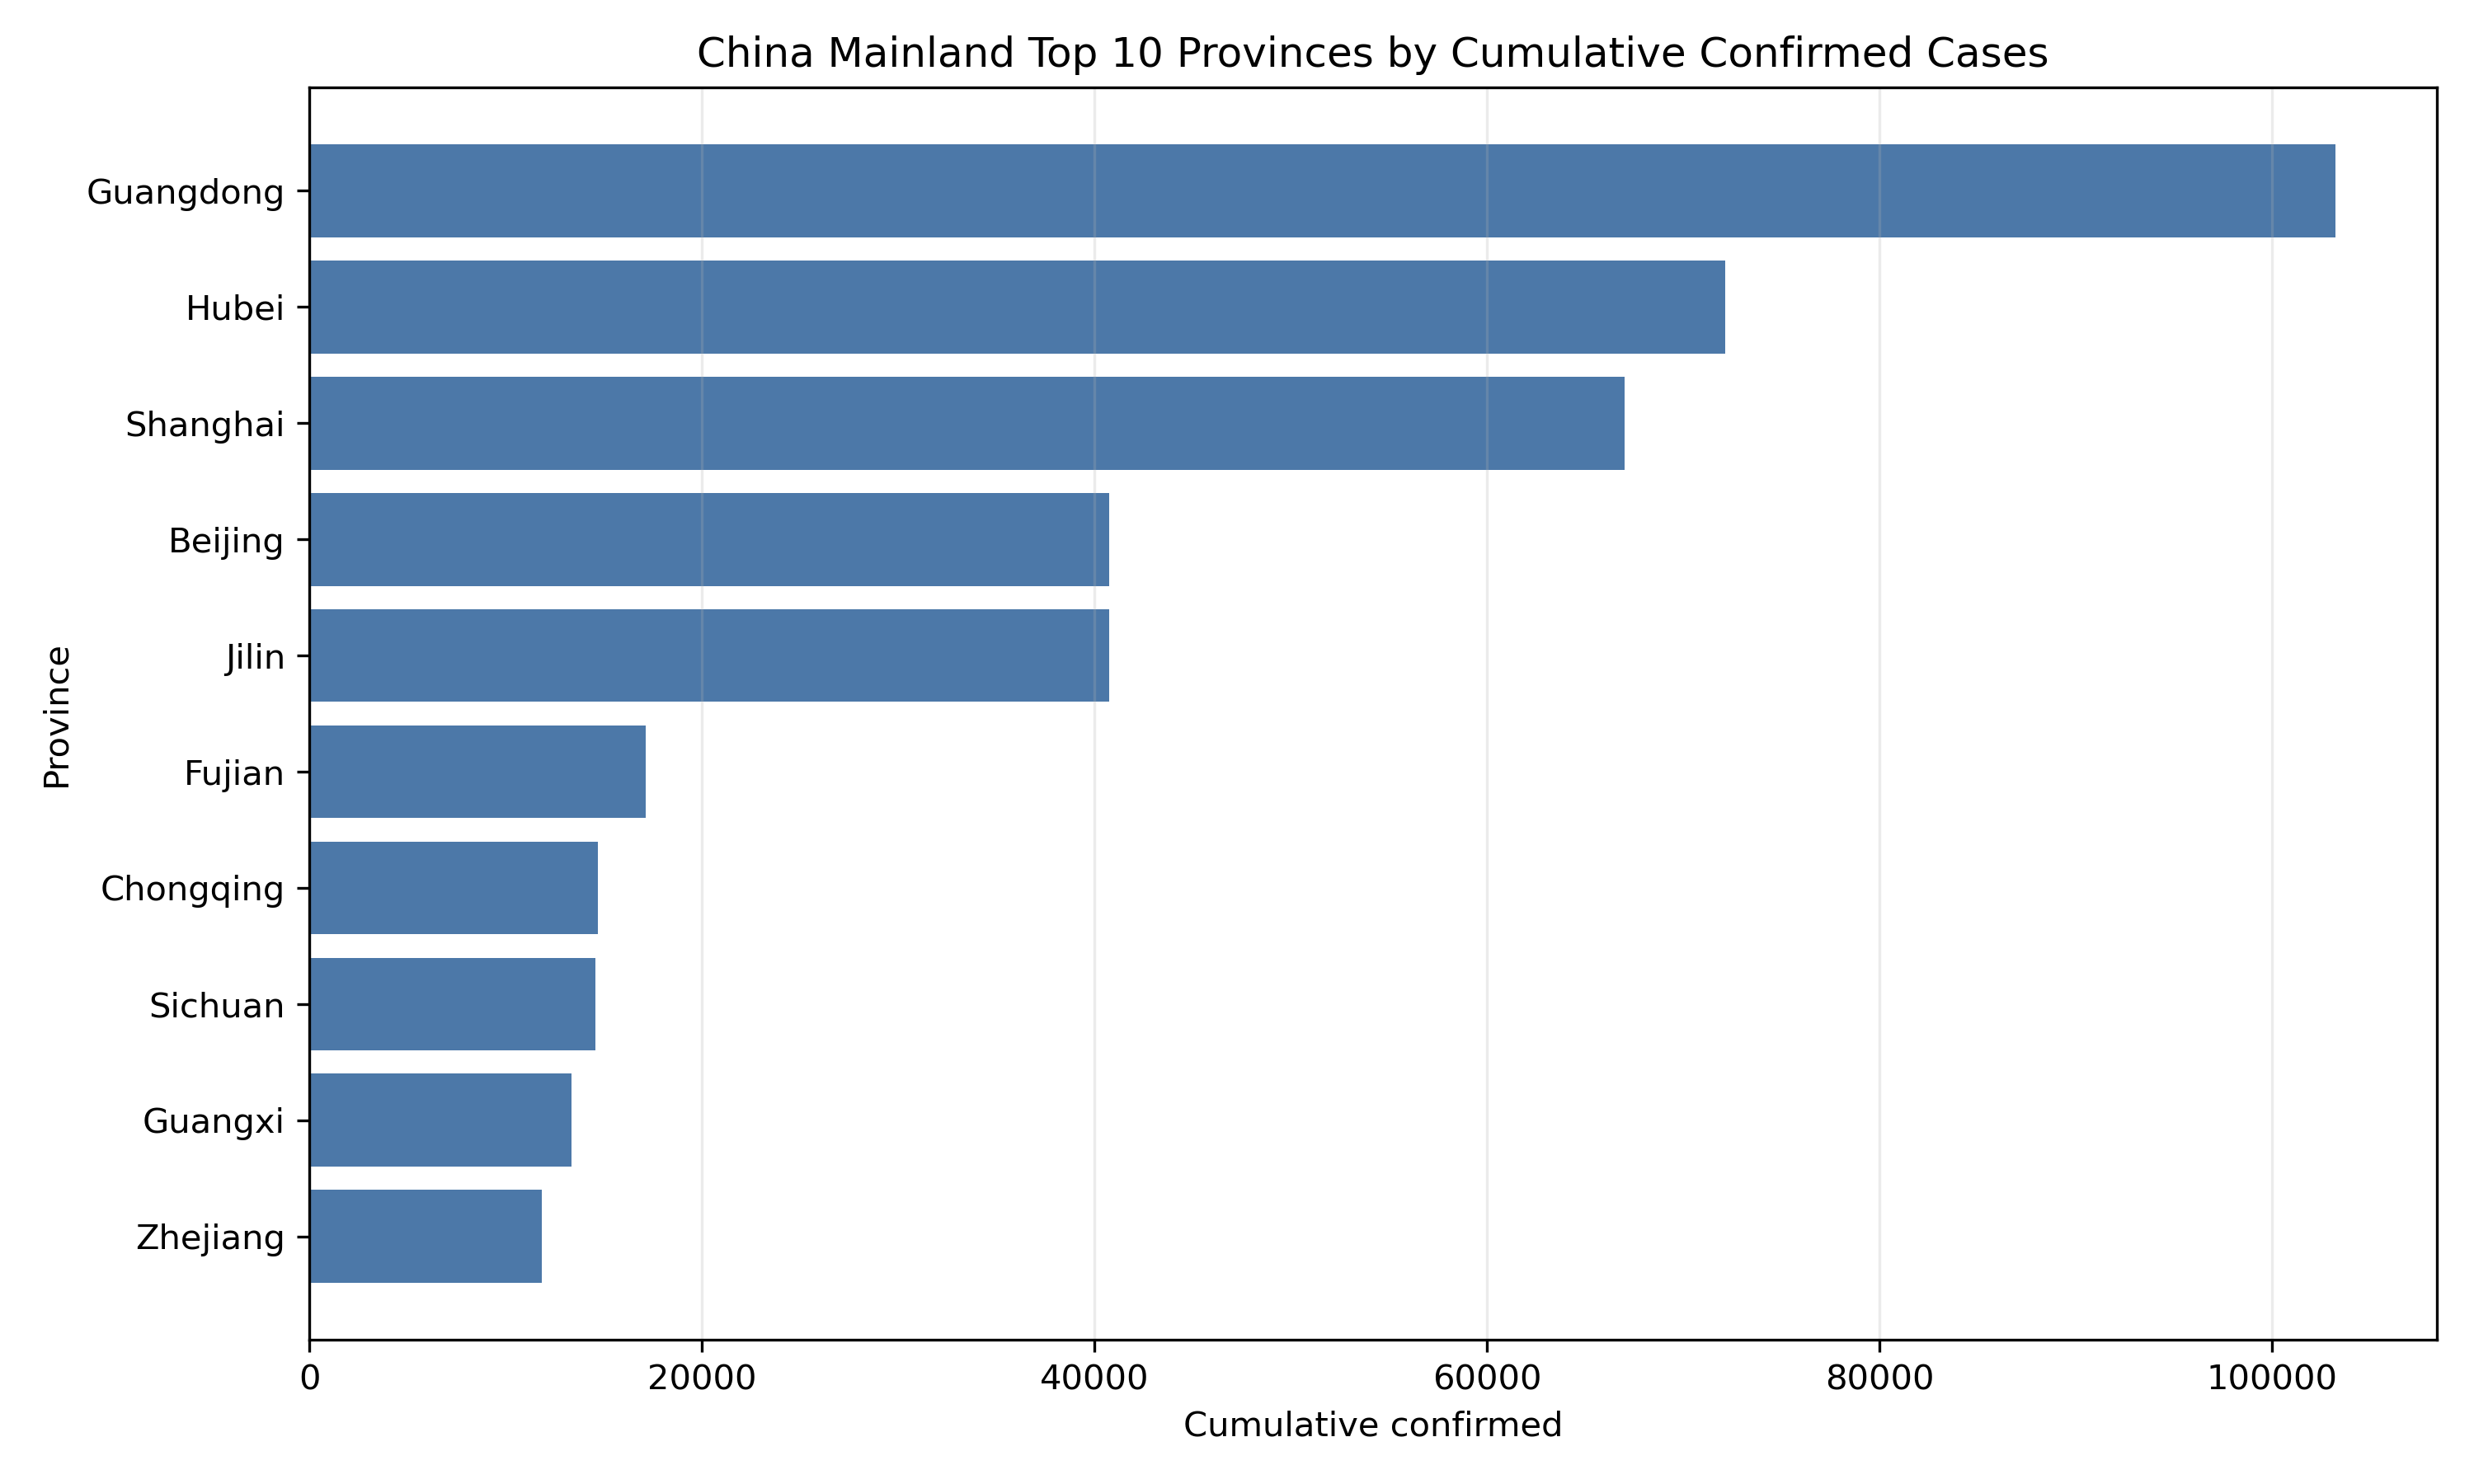 China Mainland Top 10 Provinces by Cumulative Confirmed Cases
Province
Guangdong
Hubei
Shanghai
Beijing
Jilin
Fujian
Chongqing
Sichuan
Guangxi
Zhejiang
0 20000 40000 60000 80000 100000
Cumulative confirmed